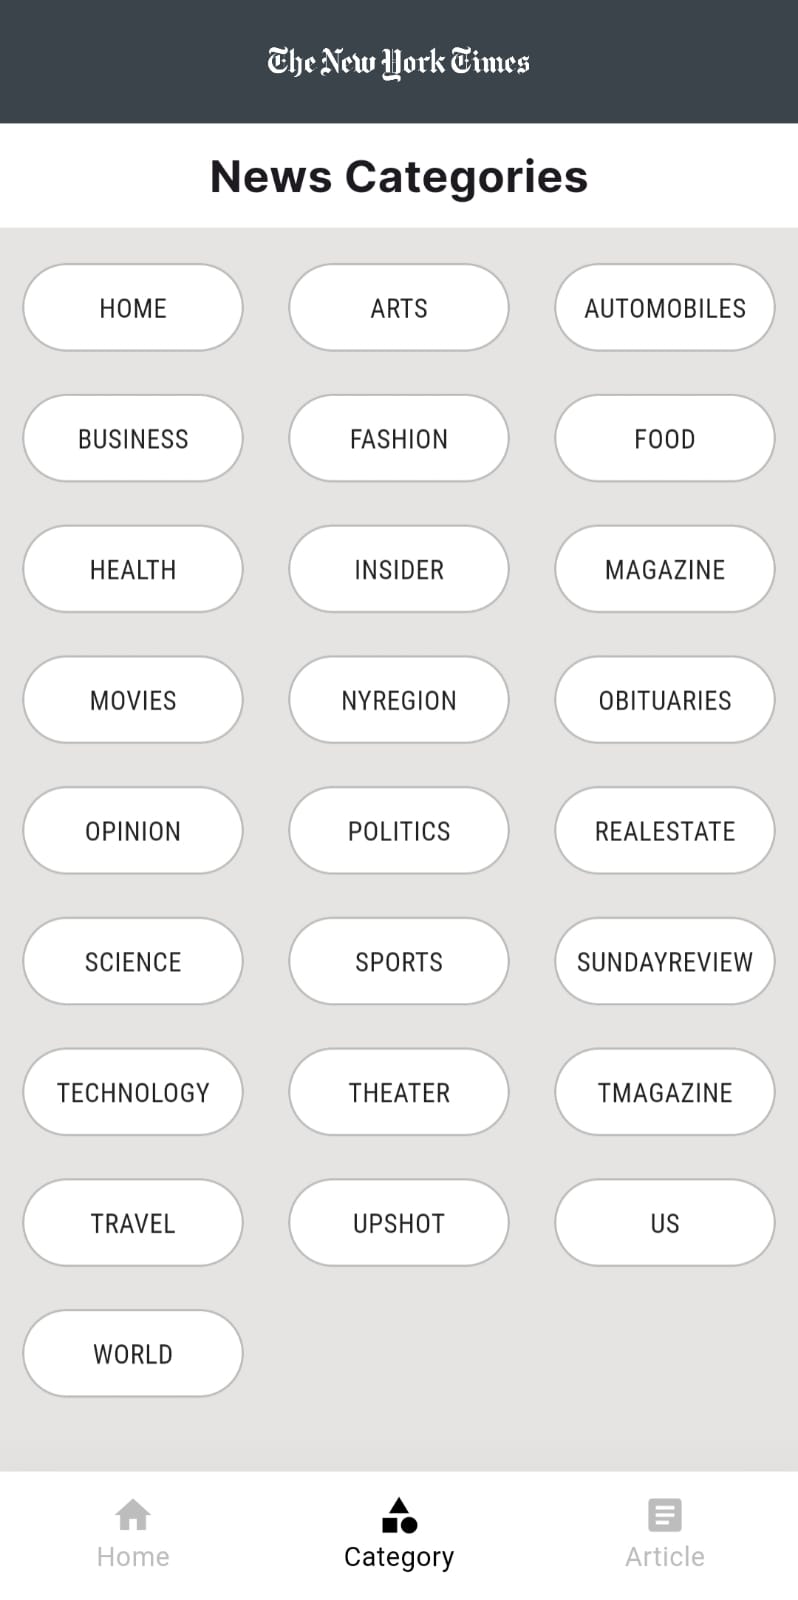 The New York Times
News Categories
HOME ARTS AUTOMOBILES
BUSINESS FASHION FOOD
HEALTH INSIDER MAGAZINE
MOVIES NYREGION OBITUARIES
OPINION POLITICS REALESTATE
SCIENCE SPORTS SUNDAYREVIEW
TECHNOLOGY THEATER TMAGAZINE
TRAVEL UPSHOT US
WORLD
Home Category Article